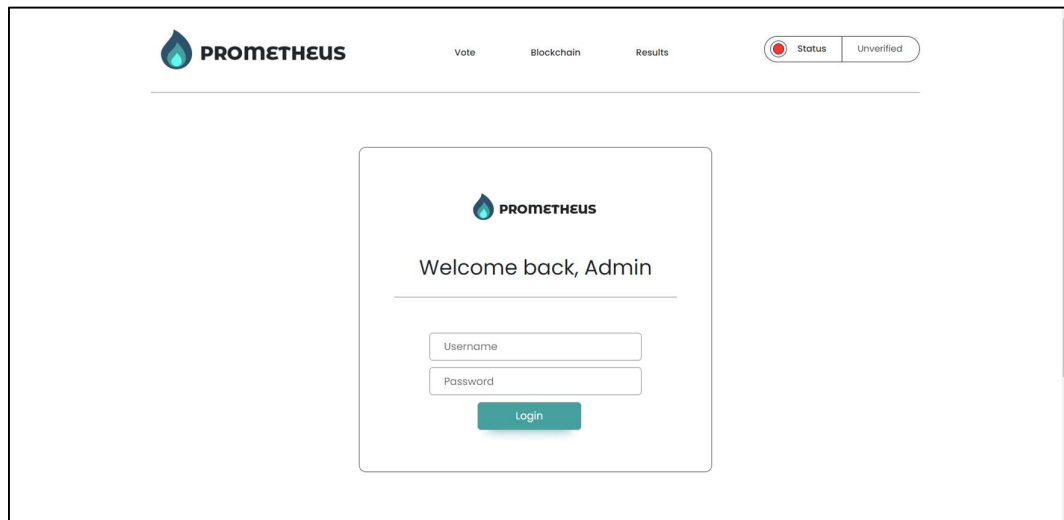 PROMETHEUS Vote Blockchain Results Status Unverified
PROMETHEUS
Welcome back, Admin
Username
Password
Login